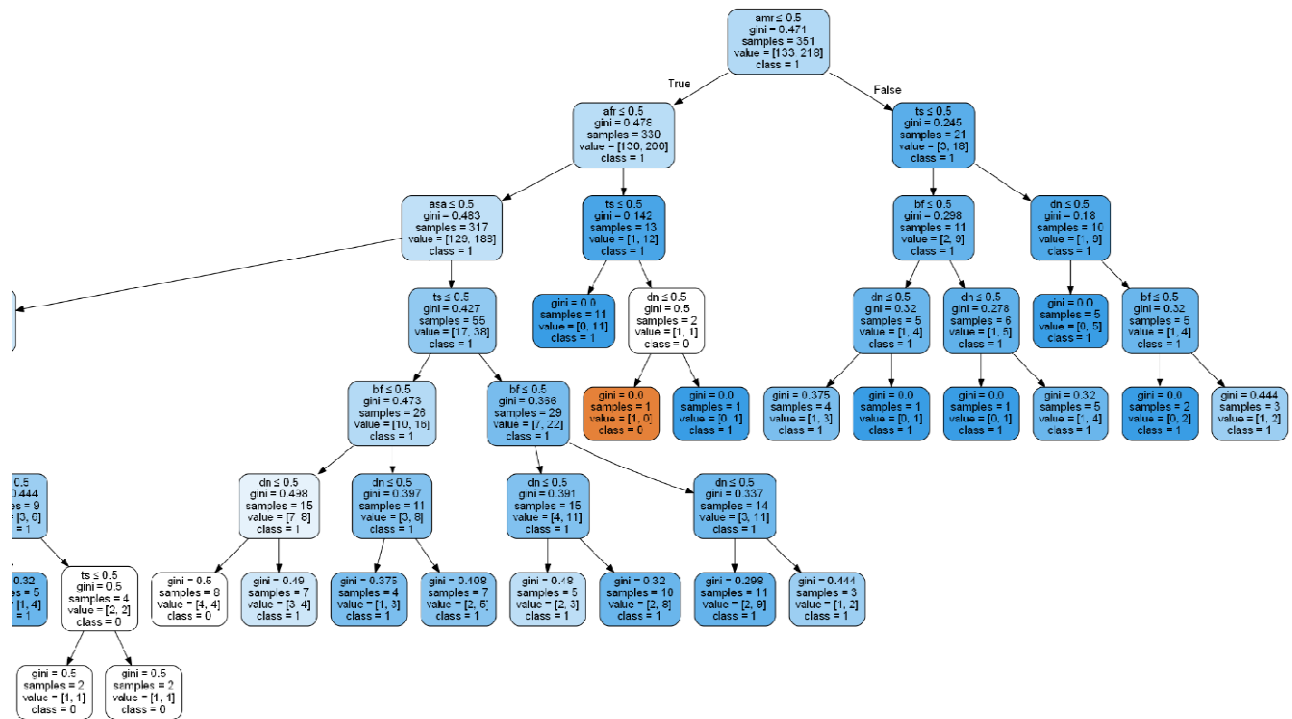 amr ≤ 0.5
gini = 0.471
samples = 351
value = [133, 218]
class = 1
True
False
afr ≤ 0.5
gini = 0.478
samples = 330
value = [130, 200]
class = 1
ts ≤ 0.5
gini = 0.245
samples = 21
value = [3, 18]
class = 1
asa ≤ 0.5
gini = 0.483
samples = 317
value = [129, 188]
class = 1
ts ≤ 0.5
gini = 0.142
samples = 13
value = [1, 12]
class = 1
bf ≤ 0.5
gini = 0.298
samples = 11
value = [2, 9]
class = 1
dn ≤ 0.5
gini = 0.18
samples = 10
value = [1, 9]
class = 1
ts ≤ 0.5
gini = 0.427
samples = 55
value = [17, 38]
class = 1
gini = 0.0
samples = 11
value = [0, 11]
class = 1
dn ≤ 0.5
gini = 0.5
samples = 2
value = [1, 1]
class = 0
dn ≤ 0.5
gini = 0.32
samples = 5
value = [1, 4]
class = 1
dn ≤ 0.5
gini = 0.278
samples = 6
value = [1, 5]
class = 1
gini = 0.0
samples = 5
value = [0, 5]
class = 1
bf ≤ 0.5
gini = 0.32
samples = 5
value = [1, 4]
class = 1
bf ≤ 0.5
gini = 0.473
samples = 26
value = [10, 16]
class = 1
bf ≤ 0.5
gini = 0.366
samples = 29
value = [7, 22]
class = 1
gini = 0.0
samples = 1
value = [1, 0]
class = 0
gini = 0.0
samples = 1
value = [0, 1]
class = 1
gini = 0.375
samples = 4
value = [1, 3]
class = 1
gini = 0.0
samples = 1
value = [0, 1]
class = 1
gini = 0.0
samples = 1
value = [0, 1]
class = 1
gini = 0.32
samples = 5
value = [1, 4]
class = 1
gini = 0.0
samples = 2
value = [0, 2]
class = 1
gini = 0.444
samples = 3
value = [1, 2]
class = 1
0.5
0.444
les = 9
= [3, 6]
= 1
dn ≤ 0.5
gini = 0.498
samples = 15
value = [7, 8]
class = 1
dn ≤ 0.5
gini = 0.397
samples = 11
value = [3, 8]
class = 1
dn ≤ 0.5
gini = 0.391
samples = 15
value = [4, 11]
class = 1
dn ≤ 0.5
gini = 0.337
samples = 14
value = [3, 11]
class = 1
0.32
es = 5
[1, 4]
= 1
ts ≤ 0.5
gini = 0.5
samples = 4
value = [2, 2]
class = 0
gini = 0.5
samples = 8
value = [4, 4]
class = 0
gini = 0.49
samples = 7
value = [3, 4]
class = 1
gini = 0.375
samples = 4
value = [1, 3]
class = 1
gini = 0.408
samples = 7
value = [2, 5]
class = 1
gini = 0.48
samples = 5
value = [2, 3]
class = 1
gini = 0.32
samples = 10
value = [2, 8]
class = 1
gini = 0.298
samples = 11
value = [2, 9]
class = 1
gini = 0.444
samples = 3
value = [1, 2]
class = 1
gini = 0.5
samples = 2
value = [1, 1]
class = 0
gini = 0.5
samples = 2
value = [1, 1]
class = 0